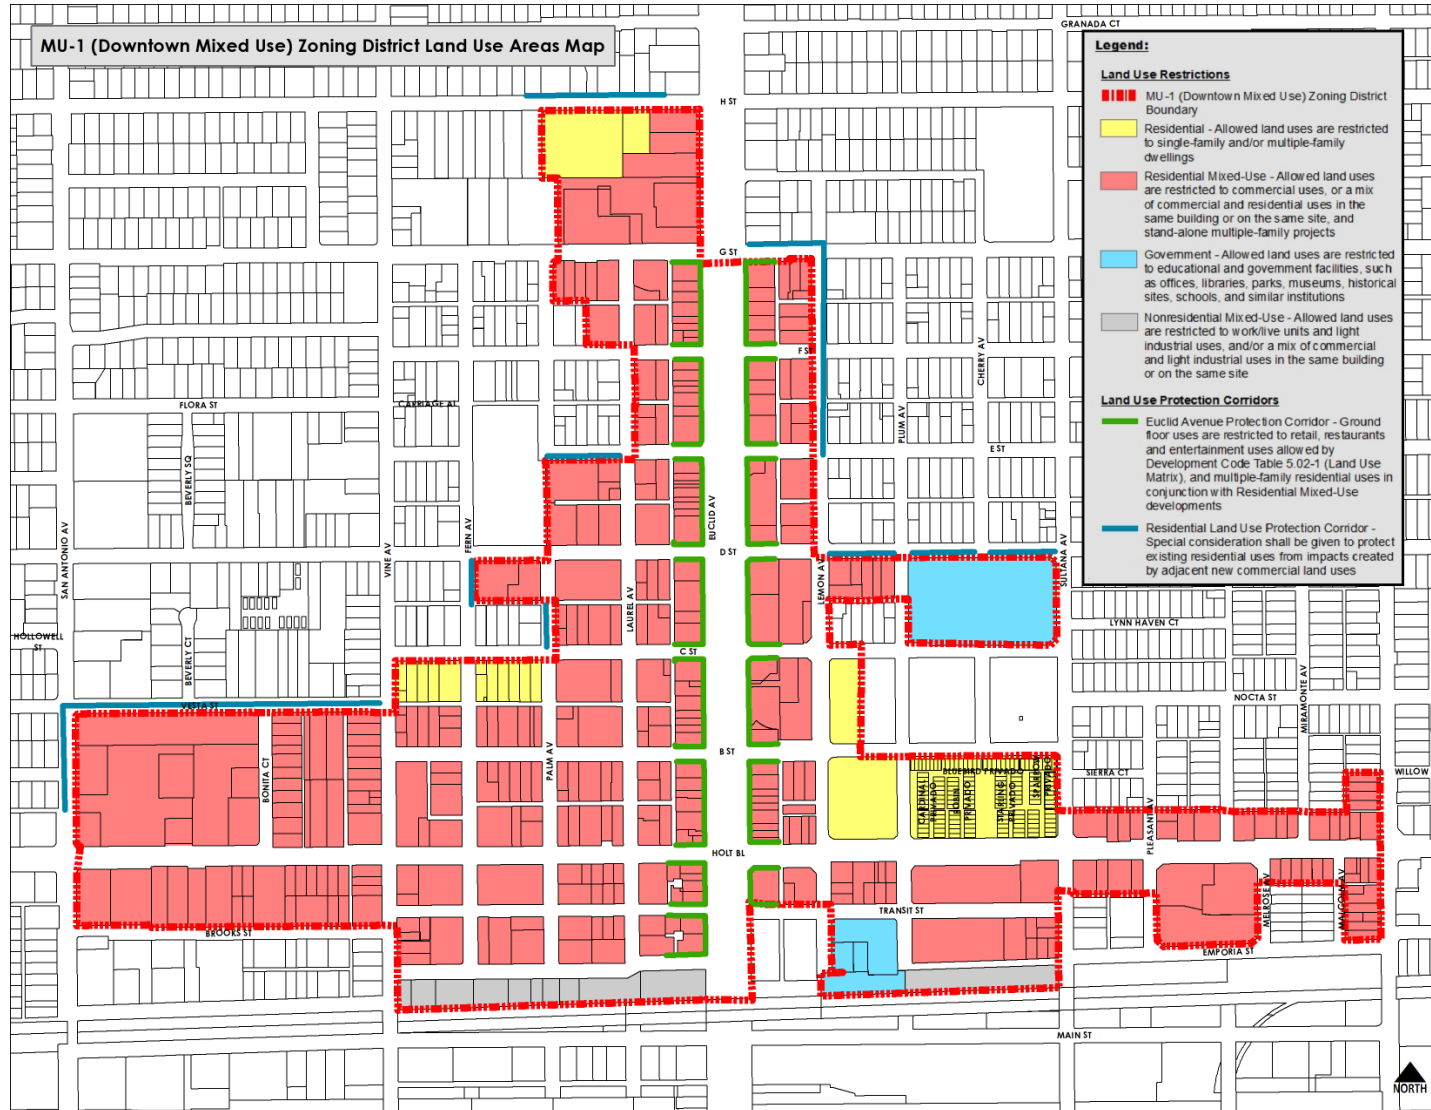 GRANADA CT
MU-1 (Downtown Mixed Use) Zoning District Land Use Areas Map
Legend:
Land Use Restrictions
MU-1 (Downtown Mixed Use) Zoning District
Boundary
Residential - Allowed land uses are restricted
to single-family and/or multiple-family
dwellings
Residential Mixed-Use - Allowed land uses
are restricted to commercial uses, or a mix
of commercial and residential uses in the
same building or on the same site, and
stand-alone multiple-family projects
Government - Allowed land uses are restricted
to educational and government facilities, such
as offices, libraries, parks, museums, historical
sites, schools, and similar institutions
Nonresidential Mixed-Use - Allowed land uses
are restricted to work/live units and light
industrial uses, and/or a mix of commercial
and light industrial uses in the same building
or on the same site
Land Use Protection Corridors
Euclid Avenue Protection Corridor - Ground
floor uses are restricted to retail, restaurants
and entertainment uses allowed by
Development Code Table 5.02-1 (Land Use
Matrix), and multiple-family residential uses in
conjunction with Residential Mixed-Use
developments
Residential Land Use Protection Corridor -
Special consideration shall be given to protect
existing residential uses from impacts created
by adjacent new commercial land uses
H ST
G ST
F ST
CHERRY AV
FLORA ST
CARRIAGE AL
PLUM AV
E ST
BEVERLY SQ
EUCLID AV
SAN ANTONIO AV
VINE AV
FERN AV
D ST
LEMON AV
SULTANA AV
LAUREL AV
HOLLOWELL
ST
BEVERLY CT
LYNN HAVEN CT
C ST
MIRAMONTE AV
NOCTA ST
VESTA ST
B ST
BONITA CT
PALM AV
BLUEBIRD PRIVADO
CARDINAL
PRIVADO
ROBIN
PRIVADO
STARLING
PRIVADO
SPARROW
PRIVADO
SIERRA CT
WILLOW
PLEASANT AV
HOLT BL
MELROSE AV
MALCOLM AV
TRANSIT ST
BROOKS ST
EMPORIA ST
MAIN ST
NORTH